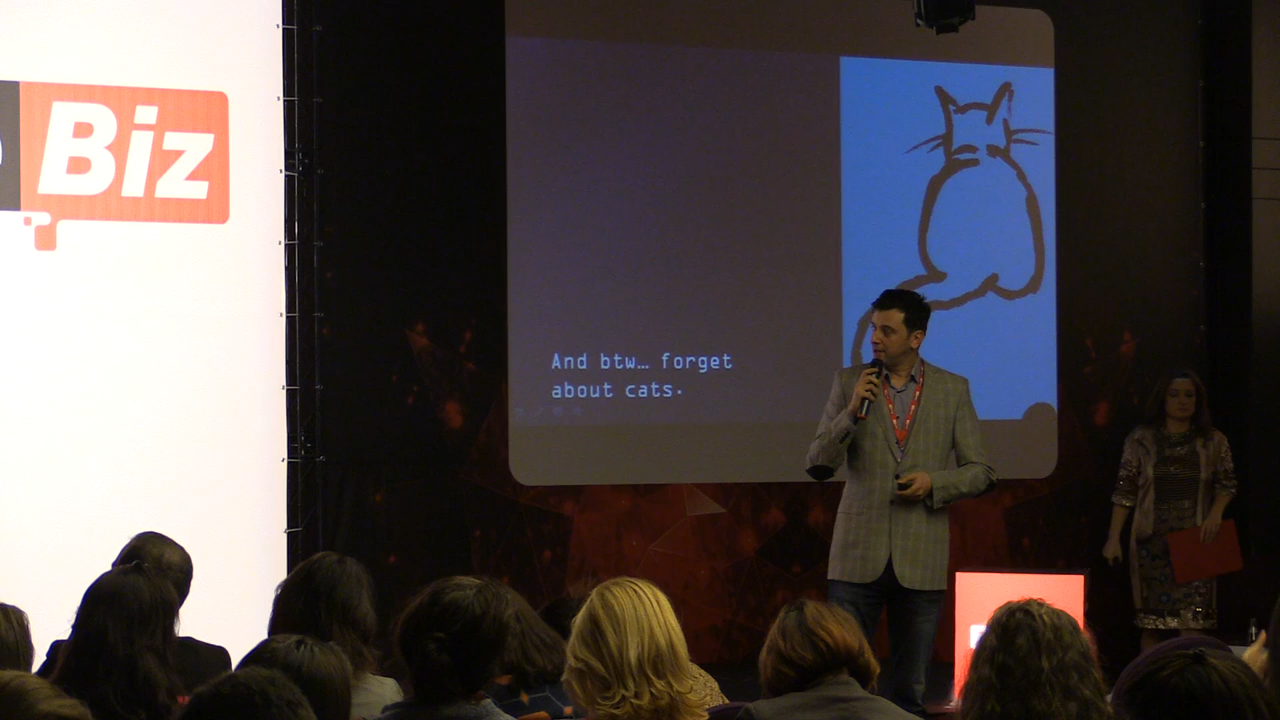 Biz
And btw… forget
about cats.